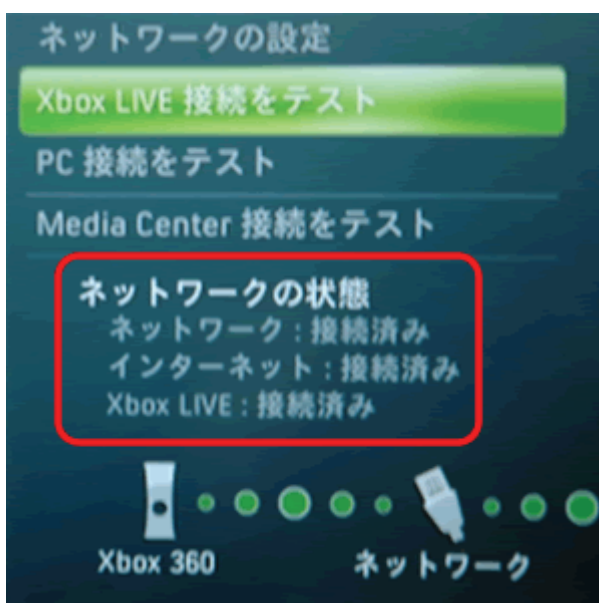 ネットワークの設定
Xbox LIVE 接続をテスト
PC 接続をテスト
Media Center 接続をテスト
ネットワークの状態
ネットワーク : 接続済み
インターネット : 接続済み
Xbox LIVE : 接続済み
Xbox 360
ネットワーク